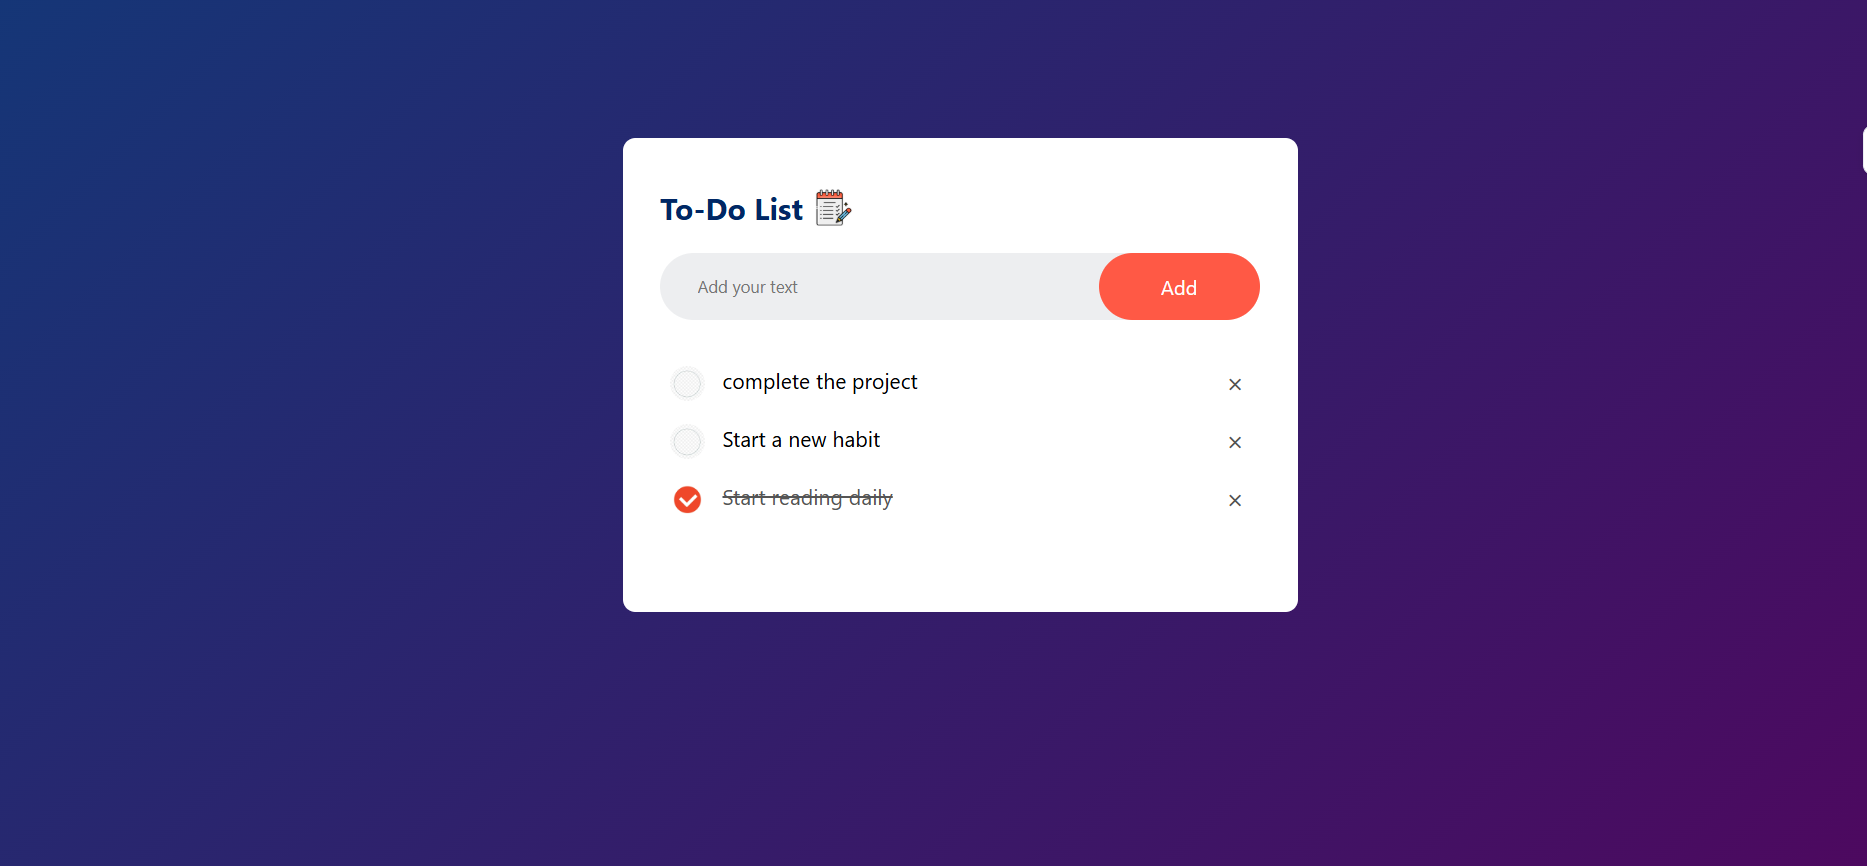 To-Do List
Add your text
Add
complete the project
Start a new habit
Start reading daily